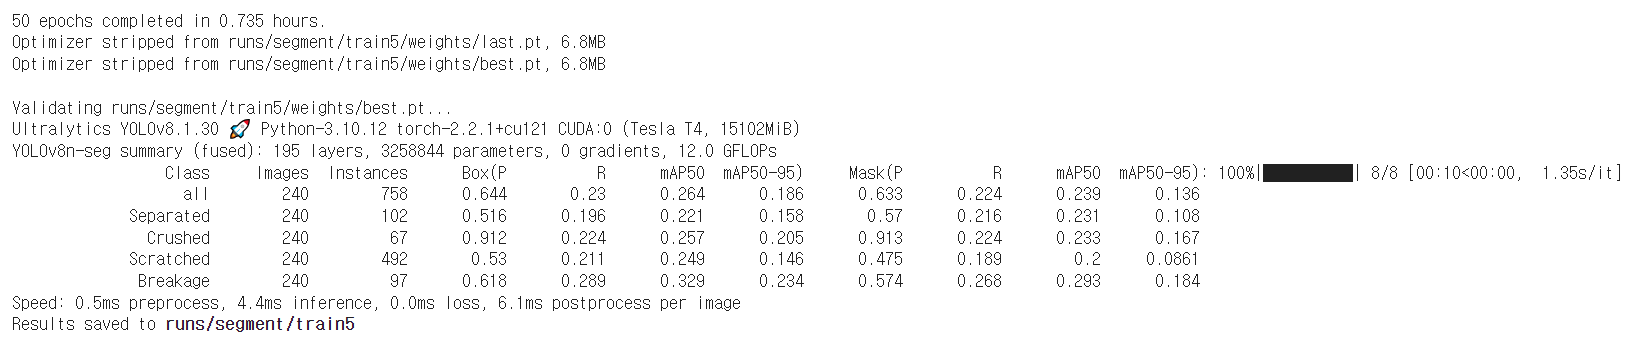 50 epochs completed in 0.735 hours.
Optimizer stripped from runs/segment/train5/weights/last.pt, 6.8MB
Optimizer stripped from runs/segment/train5/weights/best.pt, 6.8MB
Validating runs/segment/train5/weights/best.pt...
Ultralytics YOLOv8.1.30 🚀 Python-3.10.12 torch-2.2.1+cu121 CUDA:0 (Tesla T4, 15102MiB)
YOLOv8n-seg summary (fused): 195 layers, 3258844 parameters, 0 gradients, 12.0 GFLOPs
Class Images Instances Box(P R mAP50 mAP50-95) Mask(P R mAP50 mAP50-95): 100%|██████████| 8/8 [00:10<00:00, 1.35s/it]
all 240 758 0.644 0.23 0.264 0.186 0.633 0.224 0.239 0.136
Separated 240 102 0.516 0.196 0.221 0.158 0.57 0.216 0.231 0.108
Crushed 240 67 0.912 0.224 0.257 0.205 0.913 0.224 0.233 0.167
Scratched 240 492 0.53 0.211 0.249 0.146 0.475 0.189 0.2 0.0861
Breakage 240 97 0.618 0.289 0.329 0.234 0.574 0.268 0.293 0.184
Speed: 0.5ms preprocess, 4.4ms inference, 0.0ms loss, 6.1ms postprocess per image
Results saved to runs/segment/train5